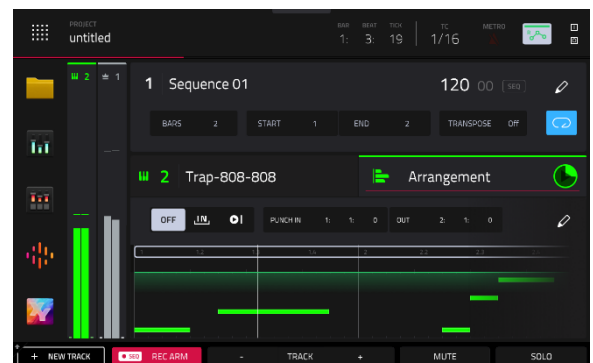 PROJECT
untitled
BAR BEAT TICK
1: 3: 19
TC
1/16
METRO
2 1
1 Sequence 01
120 00 SEQ
BARS 2 START 1 END 2 TRANSPOSE Off
2 Trap-808-808
Arrangement
OFF IN PUNCH IN 1: 1: 0 OUT 2: 1: 0
1 1.2 1.3 1.4 2 2.2 2.3
+ NEW TRACK SEQ REC ARM - TRACK + MUTE SOLO